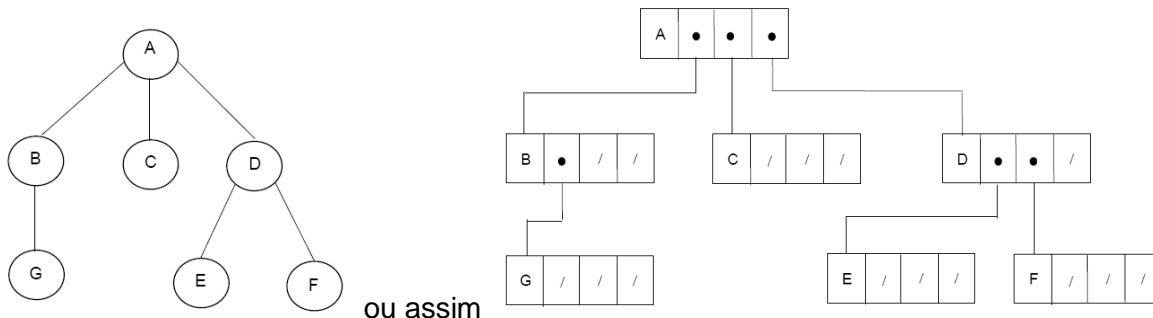 A
B C D
G E F
ou assim
A
B / / C / / / D /
G / / / E / / / F / / /